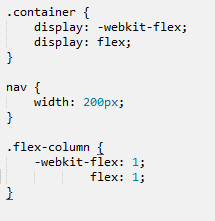 .container {
    display: -webkit-flex;
    display: flex;
}

nav {
    width: 200px;
}

.flex-column {
    -webkit-flex: 1;
            flex: 1;
}